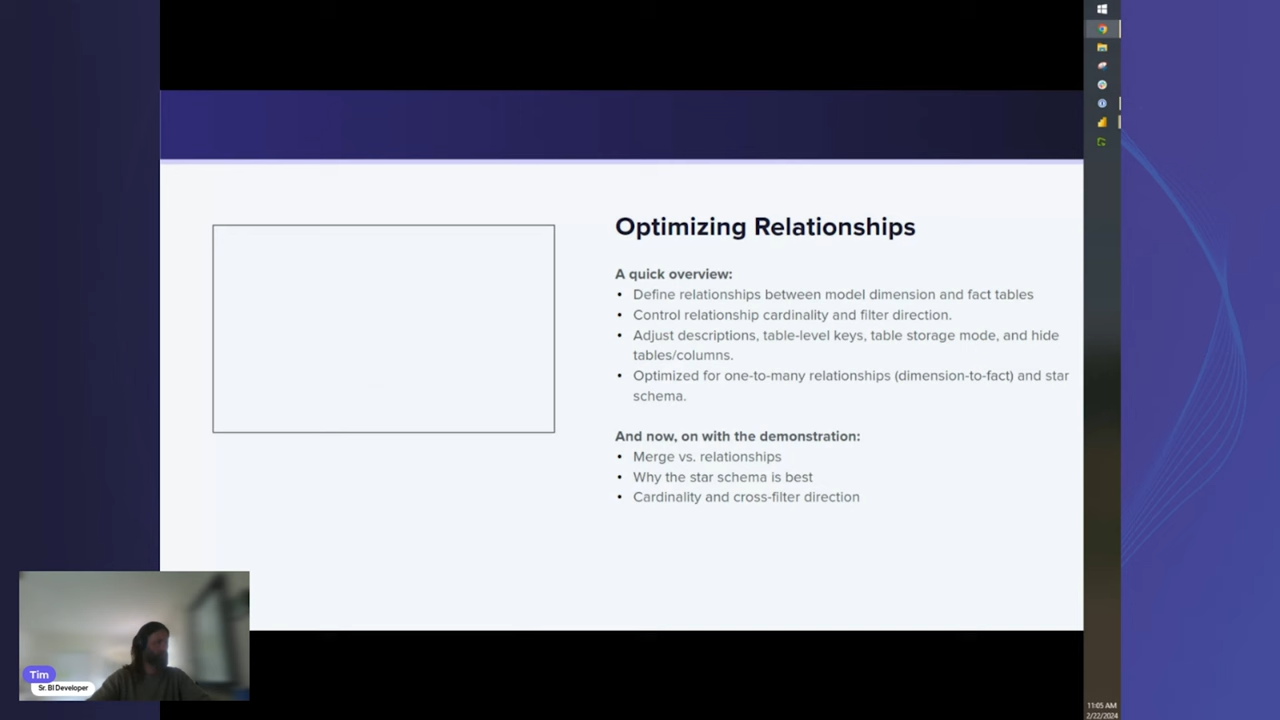 Optimizing Relationships
A quick overview:
• Define relationships between model dimension and fact tables
• Control relationship cardinality and filter direction.
• Adjust descriptions, table-level keys, table storage mode, and hide
tables/columns.
• Optimized for one-to-many relationships (dimension-to-fact) and star
schema.
And now, on with the demonstration:
• Merge vs. relationships
• Why the star schema is best
• Cardinality and cross-filter direction
Tim
Sr. BI Developer
11:05 AM
2/22/2024